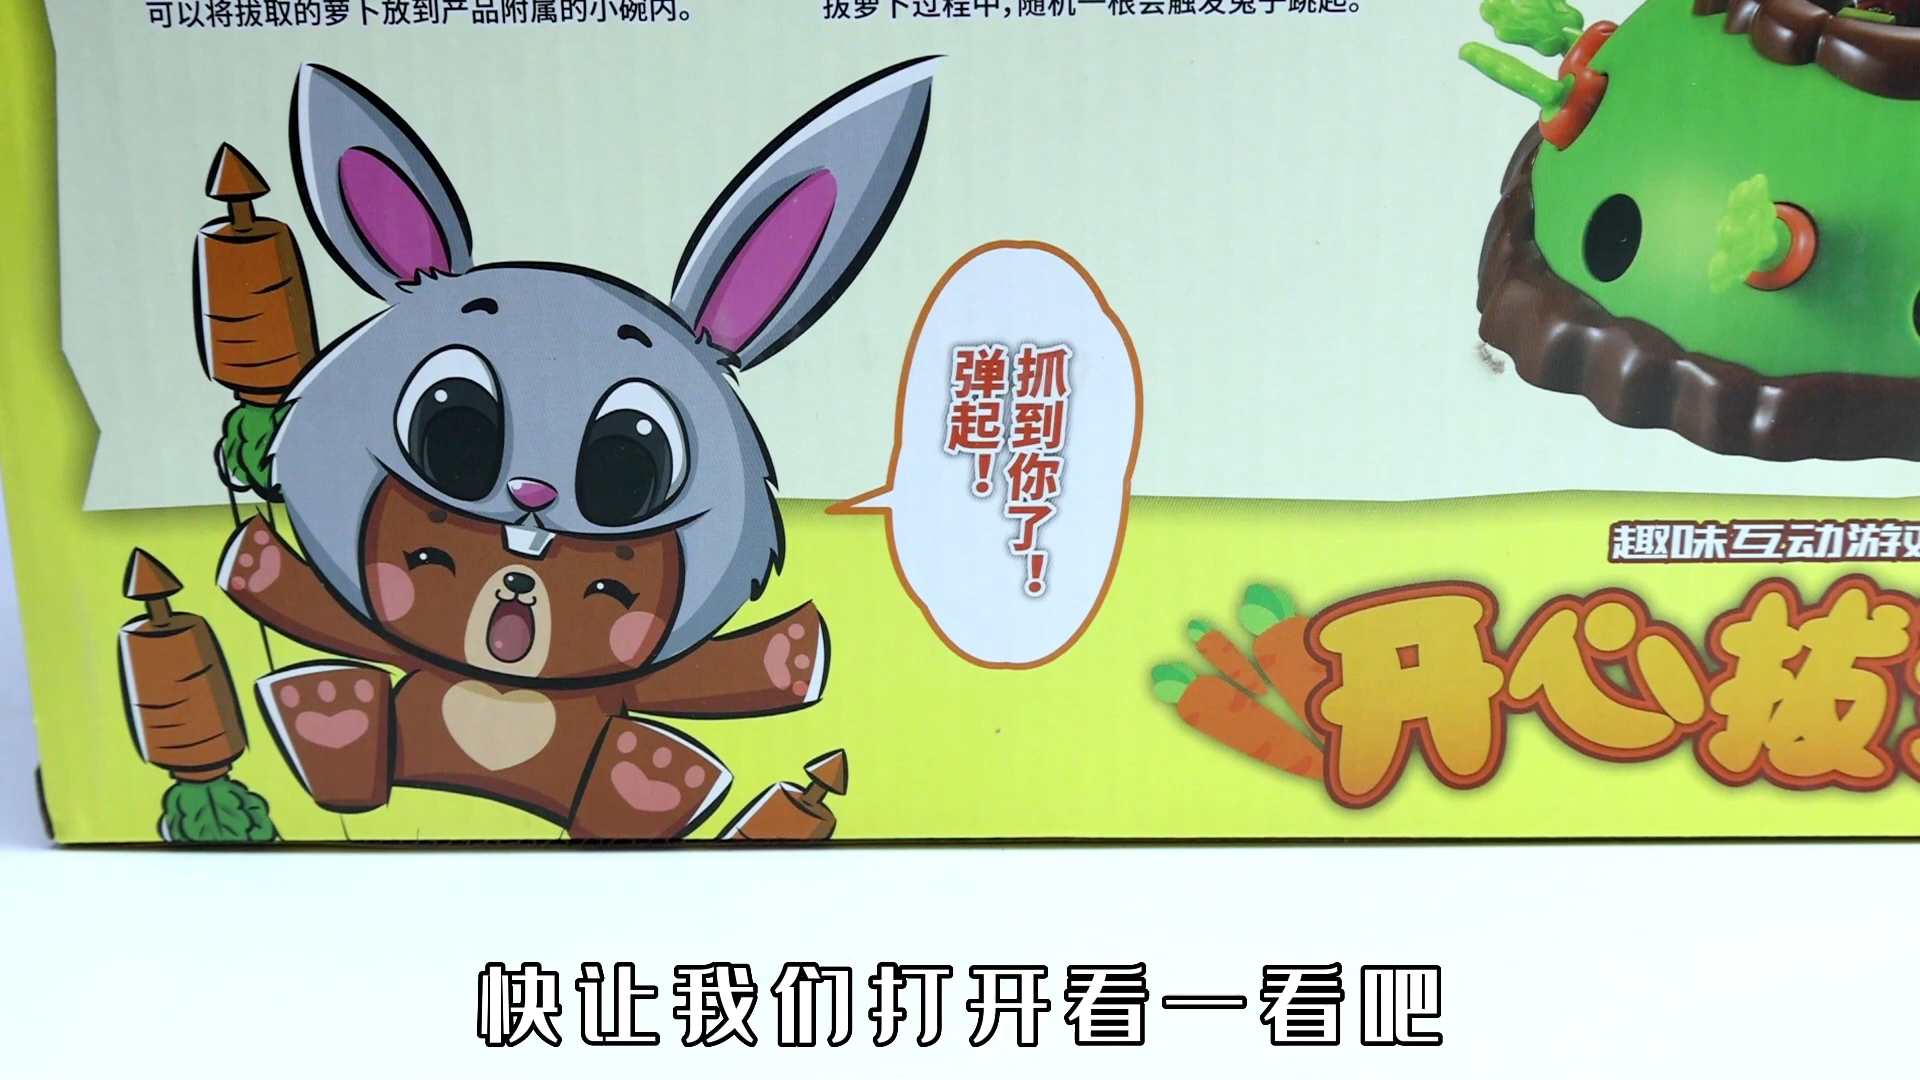 可以将拔取的萝卜放到产品附属的小碗内。
拔萝卜过程中，随机一根会触发兔子跳起。
抓到你了！
弹起！
趣味互动游戏
开心拔
快让我们打开看一看吧